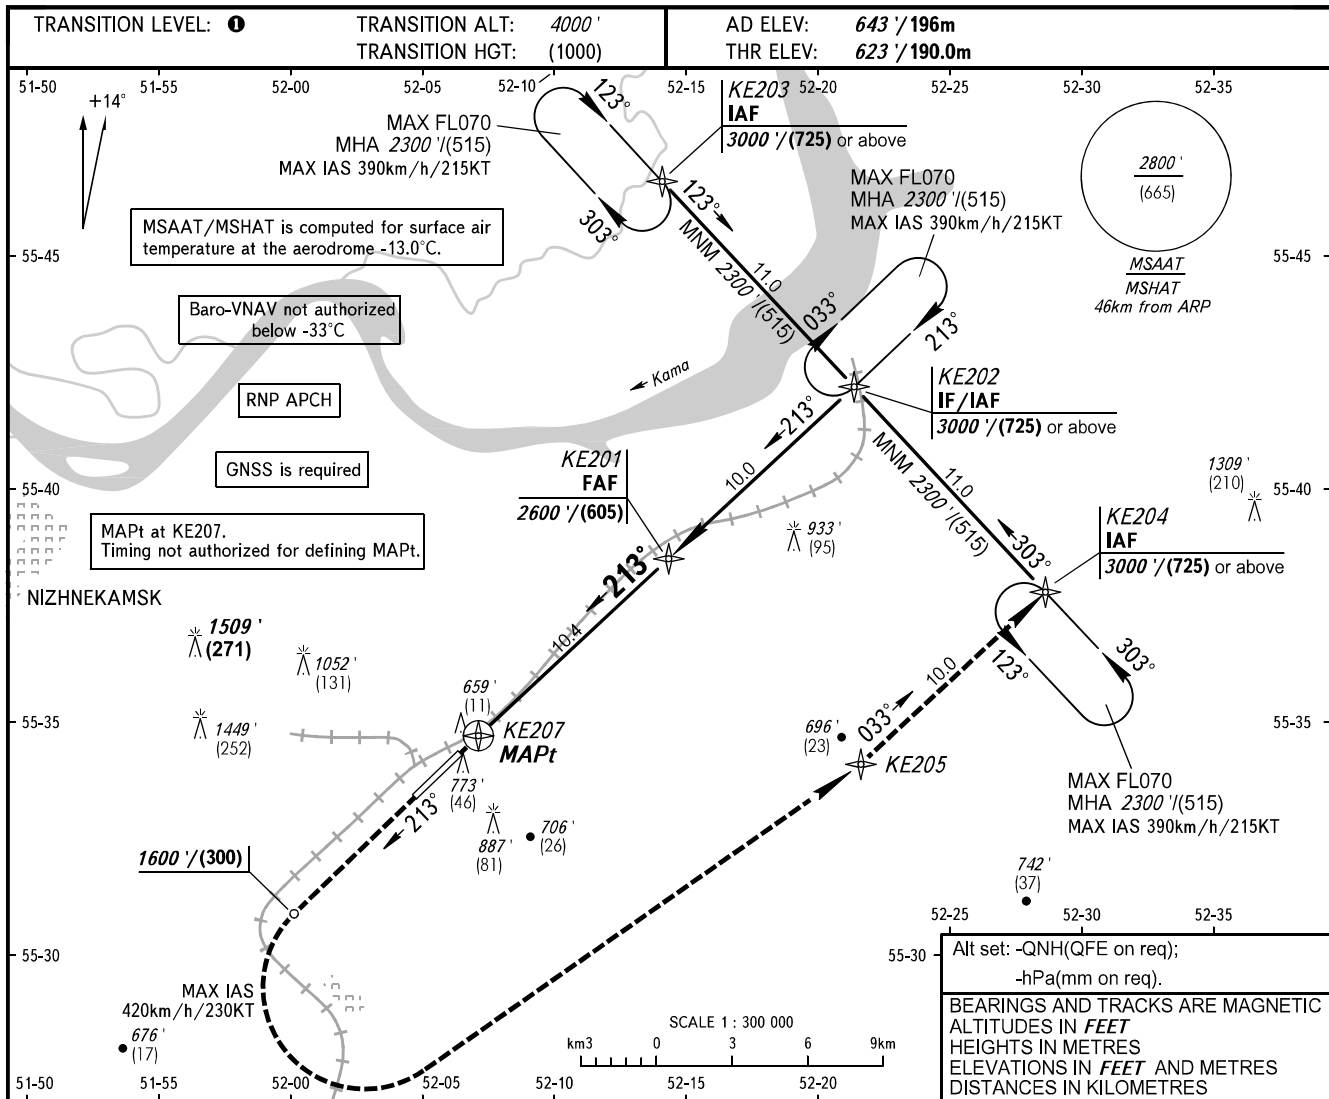 TRANSITION LEVEL: ❶
TRANSITION ALT: 4000 '
TRANSITION HGT: (1000)
AD ELEV: 643 '/196m
THR ELEV: 623 '/190.0m
51-50 51-55 52-00 52-05 52-10 52-15 52-20 52-25 52-30 52-35
+14°
MAX FL070
MHA 2300 '/(515)
MAX IAS 390km/h/215KT
123°
303°
KE203
IAF
3000 '/(725) or above
123°
MNM 2300 '/(515)
11.0
MAX FL070
MHA 2300 '/(515)
MAX IAS 390km/h/215KT
033°
213°
2800 '
(665)
MSAAT
MSHAT
46km from ARP
MSAAT/MSHAT is computed for surface air
temperature at the aerodrome -13.0°C.
55-45
55-45
Baro-VNAV not authorized
below -33°C
Kama
RNP APCH
KE202
IF/IAF
3000 '/(725) or above
213°
10.0
GNSS is required
KE201
FAF
2600 '/(605)
MNM 2300 '/(515)
11.0
303°
1309 '
(210)
55-40
55-40
MAPt at KE207.
Timing not authorized for defining MAPt.
933 '
(95)
KE204
IAF
3000 '/(725) or above
213°
10.4
NIZHNEKAMSK
1509 '
(271)
1052 '
(131)
1449 '
(252)
659 '
(11)
KE207
MAPt
123°
303°
10.0
033°
696 '
(23)
KE205
55-35
55-35
773 '
(46)
213°
887 '
(81)
706 '
(26)
MAX FL070
MHA 2300 '/(515)
MAX IAS 390km/h/215KT
1600 '/(300)
742 '
(37)
52-25 52-30 52-35
55-30
55-30
MAX IAS
420km/h/230KT
676 '
(17)
SCALE 1 : 300 000
km3 0 3 6 9km
Alt set: -QNH(QFE on req);
-hPa(mm on req).
BEARINGS AND TRACKS ARE MAGNETIC
ALTITUDES IN FEET
HEIGHTS IN METRES
ELEVATIONS IN FEET AND METRES
DISTANCES IN KILOMETRES
51-50 51-55 52-00 52-05 52-10 52-15 52-20